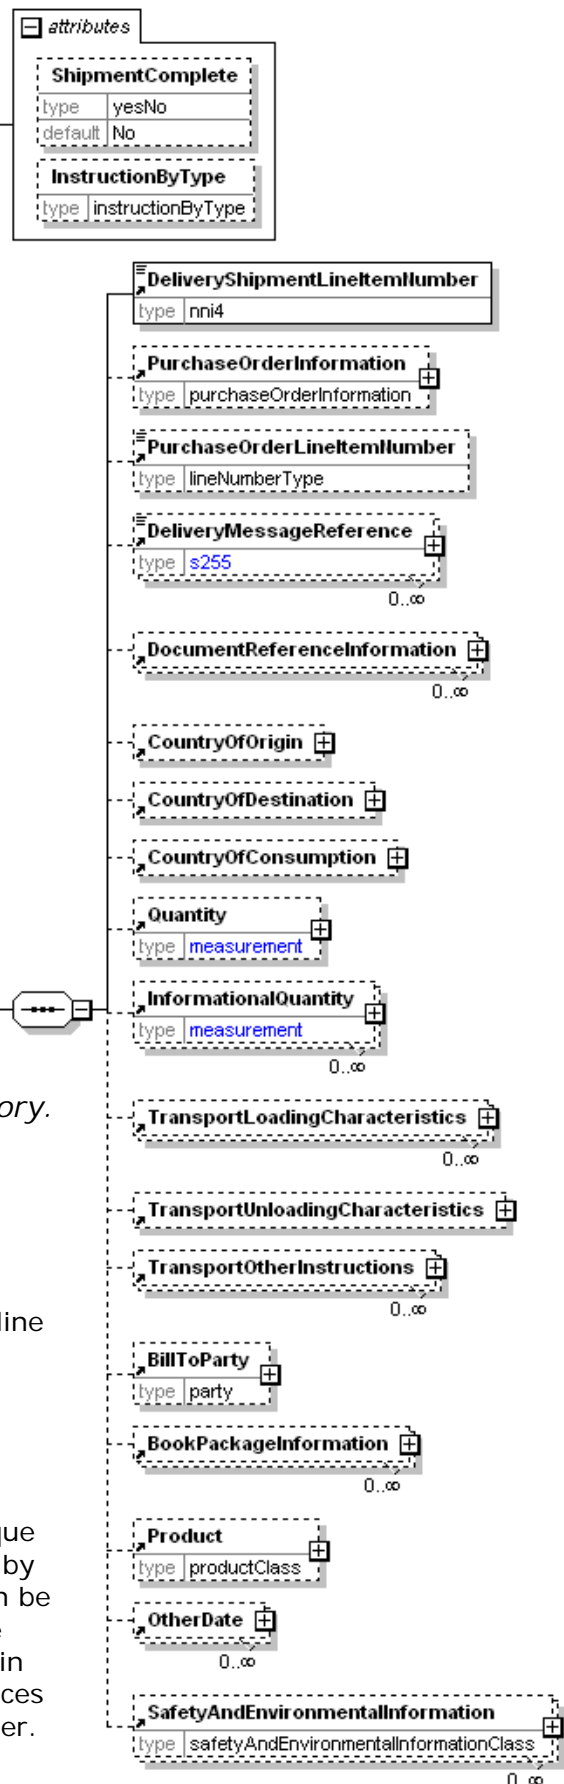 attributes
ShipmentComplete
type yesNo
default No
InstructionByType
type instructionByType
DeliveryShipmentLineItemNumber
type nni4
PurchaseOrderInformation
type purchaseOrderInformation
PurchaseOrderLineItemNumber
type lineNumberType
DeliveryMessageReference
type s255
0..∞
DocumentReferenceInformation
0..∞
CountryOfOrigin
CountryOfDestination
CountryOfConsumption
Quantity
type measurement
InformationalQuantity
type measurement
0..∞
ory.
TransportLoadingCharacteristics
0..∞
TransportUnloadingCharacteristics
TransportOtherInstructions
0..∞
line
BillToParty
type party
BookPackageInformation
0..∞
que
by
n be
e
in
ces
er.
Product
type productClass
OtherDate
0..∞
SafetyAndEnvironmentalInformation
type safetyAndEnvironmentalInformationClass
0..∞